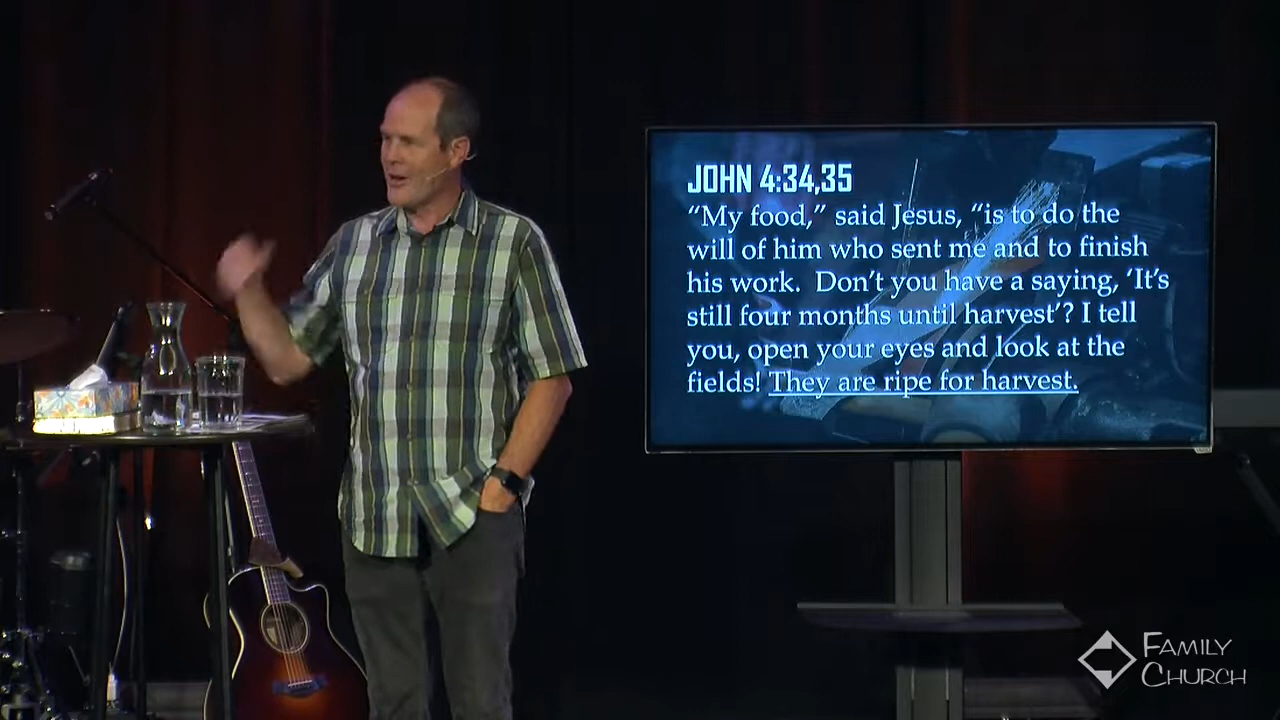 JOHN 4:34,35
“My food,” said Jesus, “is to do the
will of him who sent me and to finish
his work.  Don’t you have a saying, ‘It’s
still four months until harvest’? I tell
you, open your eyes and look at the
fields! They are ripe for harvest.
FAMILY
CHURCH